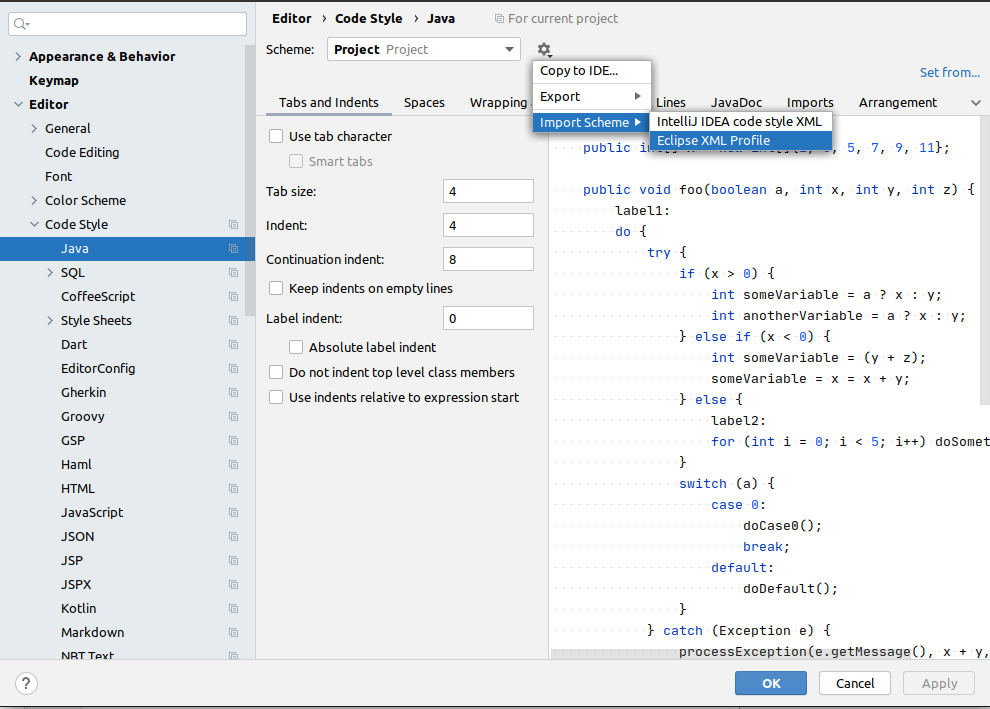 Editor › Code Style › Java For current project
Scheme: Project Project
Set from...
Copy to IDE...
Export
Import Scheme
IntelliJ IDEA code style XML
Eclipse XML Profile
Appearance & Behavior
Keymap
Editor
General
Code Editing
Font
Color Scheme
Code Style
Java
SQL
CoffeeScript
Style Sheets
Dart
EditorConfig
Gherkin
Groovy
GSP
Haml
HTML
JavaScript
JSON
JSP
JSPX
Kotlin
Markdown
NBT Text
Tabs and Indents Spaces Wrapping Lines JavaDoc Imports Arrangement
Use tab character
Smart tabs
Tab size: 4
Indent: 4
Continuation indent: 8
Keep indents on empty lines
Label indent: 0
Absolute label indent
Do not indent top level class members
Use indents relative to expression start
public 5, 7, 9, 11};
public void foo(boolean a, int x, int y, int z) {
label1:
do {
try {
if (x > 0) {
int someVariable = a ? x : y;
int anotherVariable = a ? x : y;
} else if (x < 0) {
int someVariable = (y + z);
someVariable = x = x + y;
} else {
label2:
for (int i = 0; i < 5; i++) doSomet
}
switch (a) {
case 0:
doCase0();
break;
default:
doDefault();
}
} catch (Exception e) {
processException(e.getMessage(), x + y,
? OK Cancel Apply